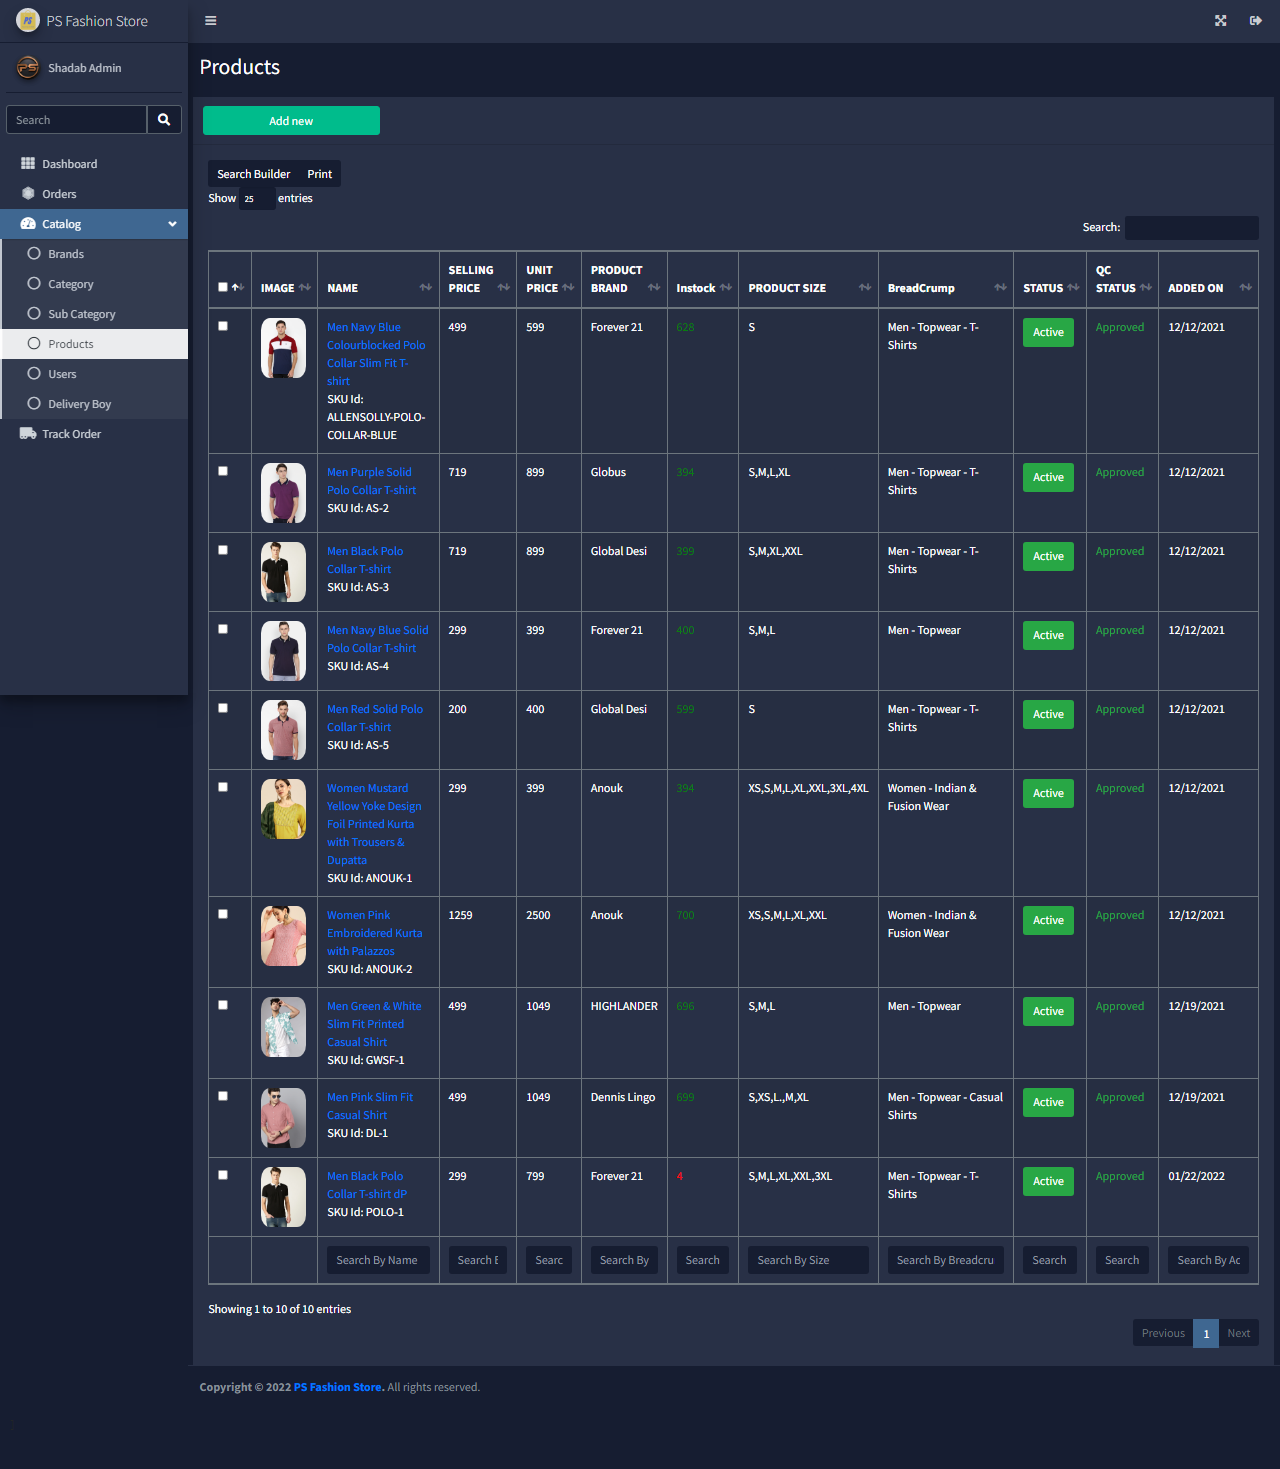 PS Fashion Store
Shadab Admin
Search
Dashboard
Orders
Catalog
Brands
Category
Sub Category
Products
Users
Delivery Boy
Track Order
Products
Add new
Search Builder Print
Show 25 entries
Search:
IMAGE NAME SELLING PRICE UNIT PRICE PRODUCT BRAND Instock PRODUCT SIZE BreadCrump STATUS QC STATUS ADDED ON
Men Navy Blue 499 599 Forever 21 628 S Men - Topwear - T- Active Approved 12/12/2021
Colourblocked Polo Shirts
Collar Slim Fit T-
shirt
SKU Id:
ALLENSOLLY-POLO-
COLLAR-BLUE
Men Purple Solid 719 899 Globus 394 S,M,L,XL Men - Topwear - T- Active Approved 12/12/2021
Polo Collar T-shirt Shirts
SKU Id: AS-2
Men Black Polo 719 899 Global Desi 399 S,M,XL,XXL Men - Topwear - T- Active Approved 12/12/2021
Collar T-shirt Shirts
SKU Id: AS-3
Men Navy Blue Solid 299 399 Forever 21 400 S,M,L Men - Topwear Active Approved 12/12/2021
Polo Collar T-shirt
SKU Id: AS-4
Men Red Solid Polo 200 400 Global Desi 599 S Men - Topwear - T- Active Approved 12/12/2021
Collar T-shirt Shirts
SKU Id: AS-5
Women Mustard 299 399 Anouk 394 XS,S,M,L,XL,XXL,3XL,4XL Women - Indian & Active Approved 12/12/2021
Yellow Yoke Design Fusion Wear
Foil Printed Kurta
with Trousers &
Dupatta
SKU Id: ANOUK-1
Women Pink 1259 2500 Anouk 700 XS,S,M,L,XL,XXL Women - Indian & Active Approved 12/12/2021
Embroidered Kurta Fusion Wear
with Palazzos
SKU Id: ANOUK-2
Men Green & White 499 1049 HIGHLANDER 696 S,M,L Men - Topwear Active Approved 12/19/2021
Slim Fit Printed
Casual Shirt
SKU Id: GWSF-1
Men Pink Slim Fit 499 1049 Dennis Lingo 699 S,XS,L.,M,XL Men - Topwear - Casual Active Approved 12/19/2021
Casual Shirt Shirts
SKU Id: DL-1
Men Black Polo 299 799 Forever 21 4 S,M,L,XL,XXL,3XL Men - Topwear - T- Active Approved 01/22/2022
Collar T-shirt dP Shirts
SKU Id: POLO-1
Search By Name Search E Searc Search By Search Search By Size Search By Breadcru Search Search Search By Ac
Showing 1 to 10 of 10 entries
Previous 1 Next
Copyright © 2022 PS Fashion Store. All rights reserved.